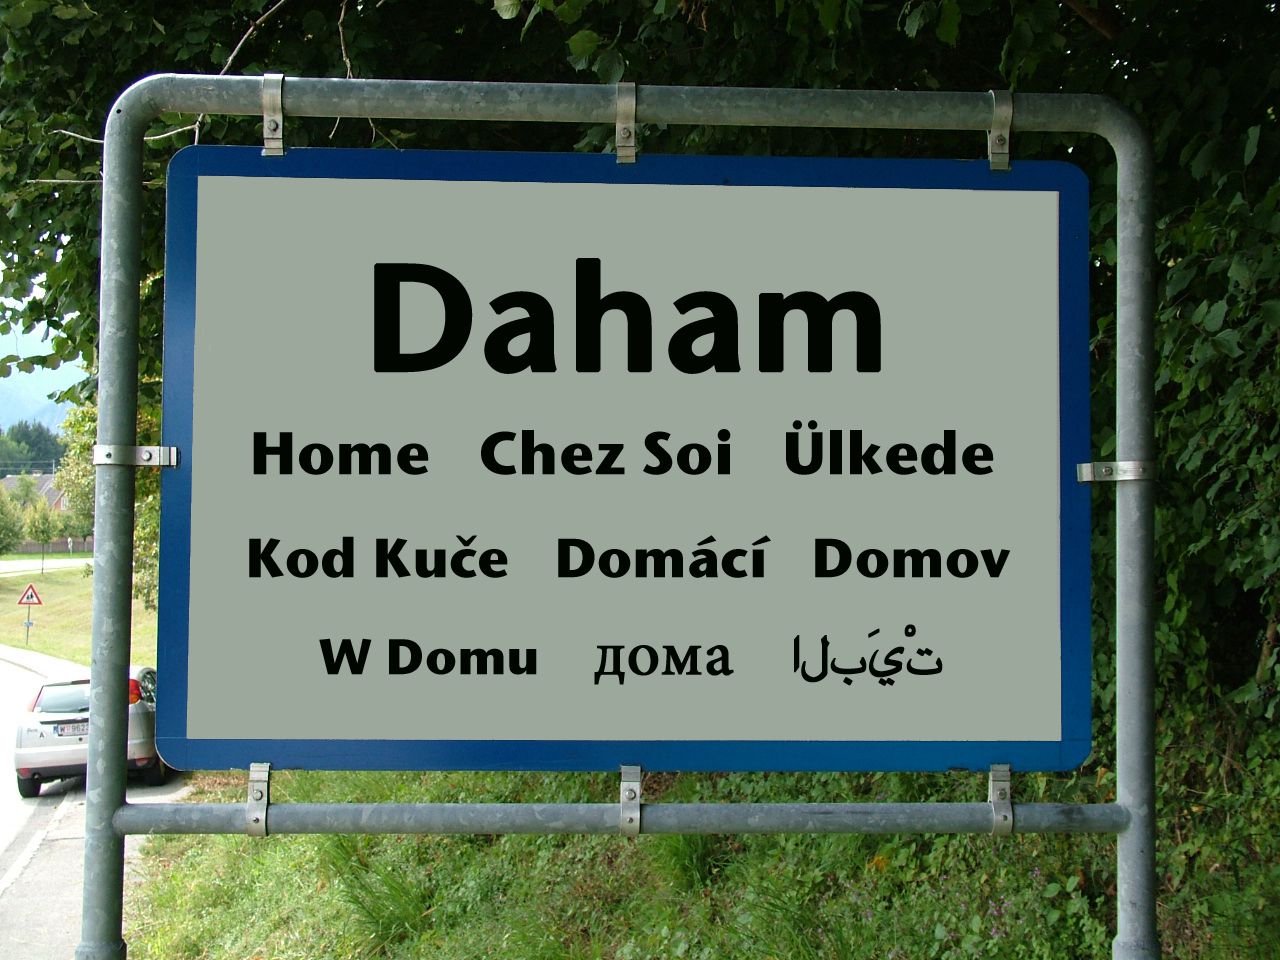 Daham
Home Chez Soi Ülkede
Kod Kuče Domácí Domov
W Domu дома البَيْت